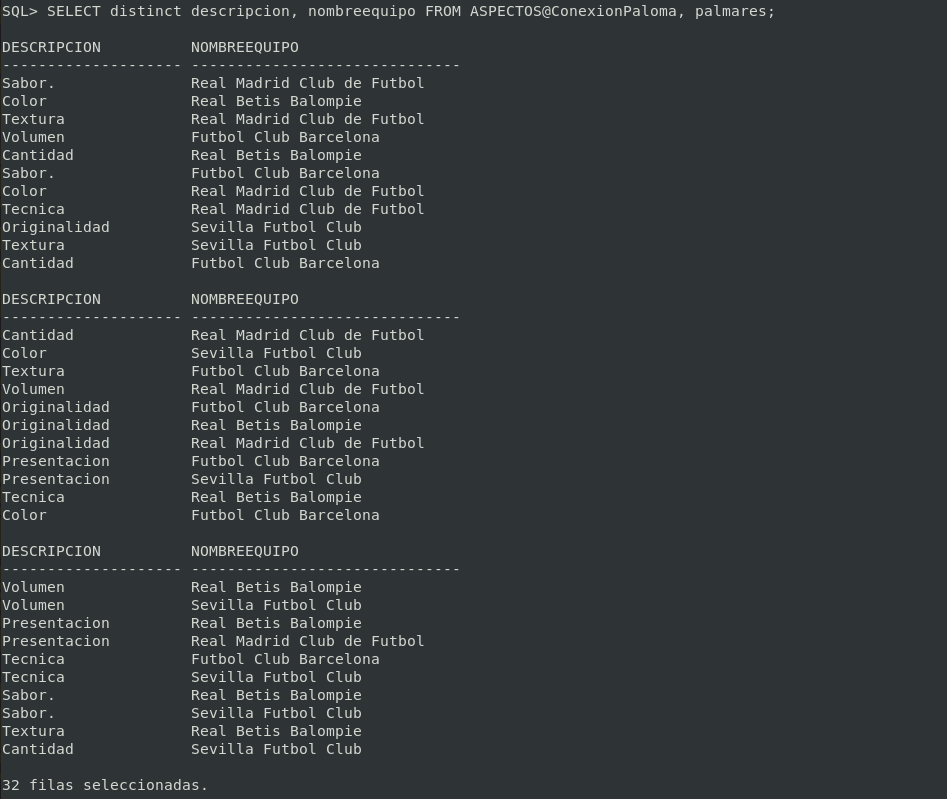 SQL> SELECT distinct descripcion, nombreequipo FROM ASPECTOS@ConexionPaloma, palmares;
DESCRIPCION          NOMBREEQUIPO
-------------------- ------------------------------
Sabor.               Real Madrid Club de Futbol
Color                Real Betis Balompie
Textura              Real Madrid Club de Futbol
Volumen              Futbol Club Barcelona
Cantidad             Real Betis Balompie
Sabor.               Futbol Club Barcelona
Color                Real Madrid Club de Futbol
Tecnica              Real Madrid Club de Futbol
Originalidad         Sevilla Futbol Club
Textura              Sevilla Futbol Club
Cantidad             Futbol Club Barcelona
DESCRIPCION          NOMBREEQUIPO
-------------------- ------------------------------
Cantidad             Real Madrid Club de Futbol
Color                Sevilla Futbol Club
Textura              Futbol Club Barcelona
Volumen              Real Madrid Club de Futbol
Originalidad         Futbol Club Barcelona
Originalidad         Real Betis Balompie
Originalidad         Real Madrid Club de Futbol
Presentacion         Futbol Club Barcelona
Presentacion         Sevilla Futbol Club
Tecnica              Real Betis Balompie
Color                Futbol Club Barcelona
DESCRIPCION          NOMBREEQUIPO
-------------------- ------------------------------
Volumen              Real Betis Balompie
Volumen              Sevilla Futbol Club
Presentacion         Real Betis Balompie
Presentacion         Real Madrid Club de Futbol
Tecnica              Futbol Club Barcelona
Tecnica              Sevilla Futbol Club
Sabor.               Real Betis Balompie
Sabor.               Sevilla Futbol Club
Textura              Real Betis Balompie
Cantidad             Sevilla Futbol Club
32 filas seleccionadas.